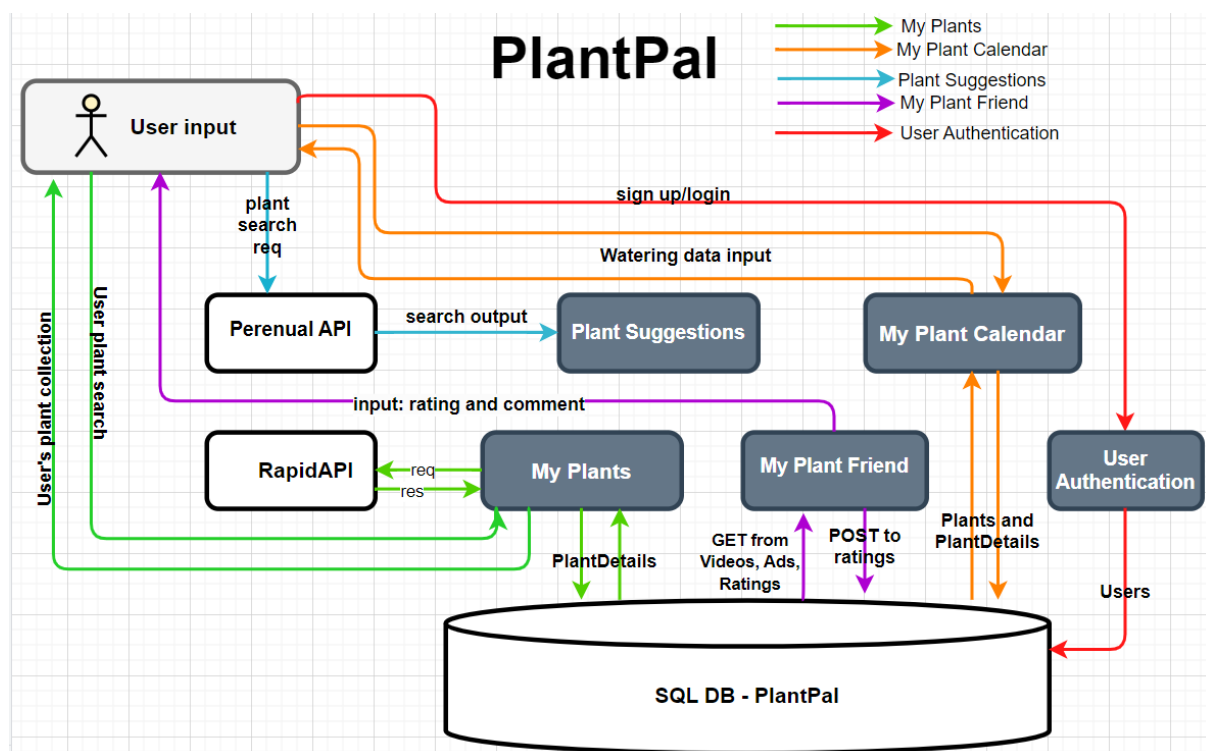 PlantPal
My Plants
My Plant Calendar
Plant Suggestions
My Plant Friend
User Authentication
User input
sign up/login
plant
search
req
Watering data input
User's plant collection
User plant search
Perenual API
search output
Plant Suggestions
My Plant Calendar
input: rating and comment
RapidAPI
req
res
My Plants
My Plant Friend
User
Authentication
PlantDetails
GET from
Videos, Ads,
Ratings
POST to
ratings
Plants and
PlantDetails
Users
SQL DB - PlantPal